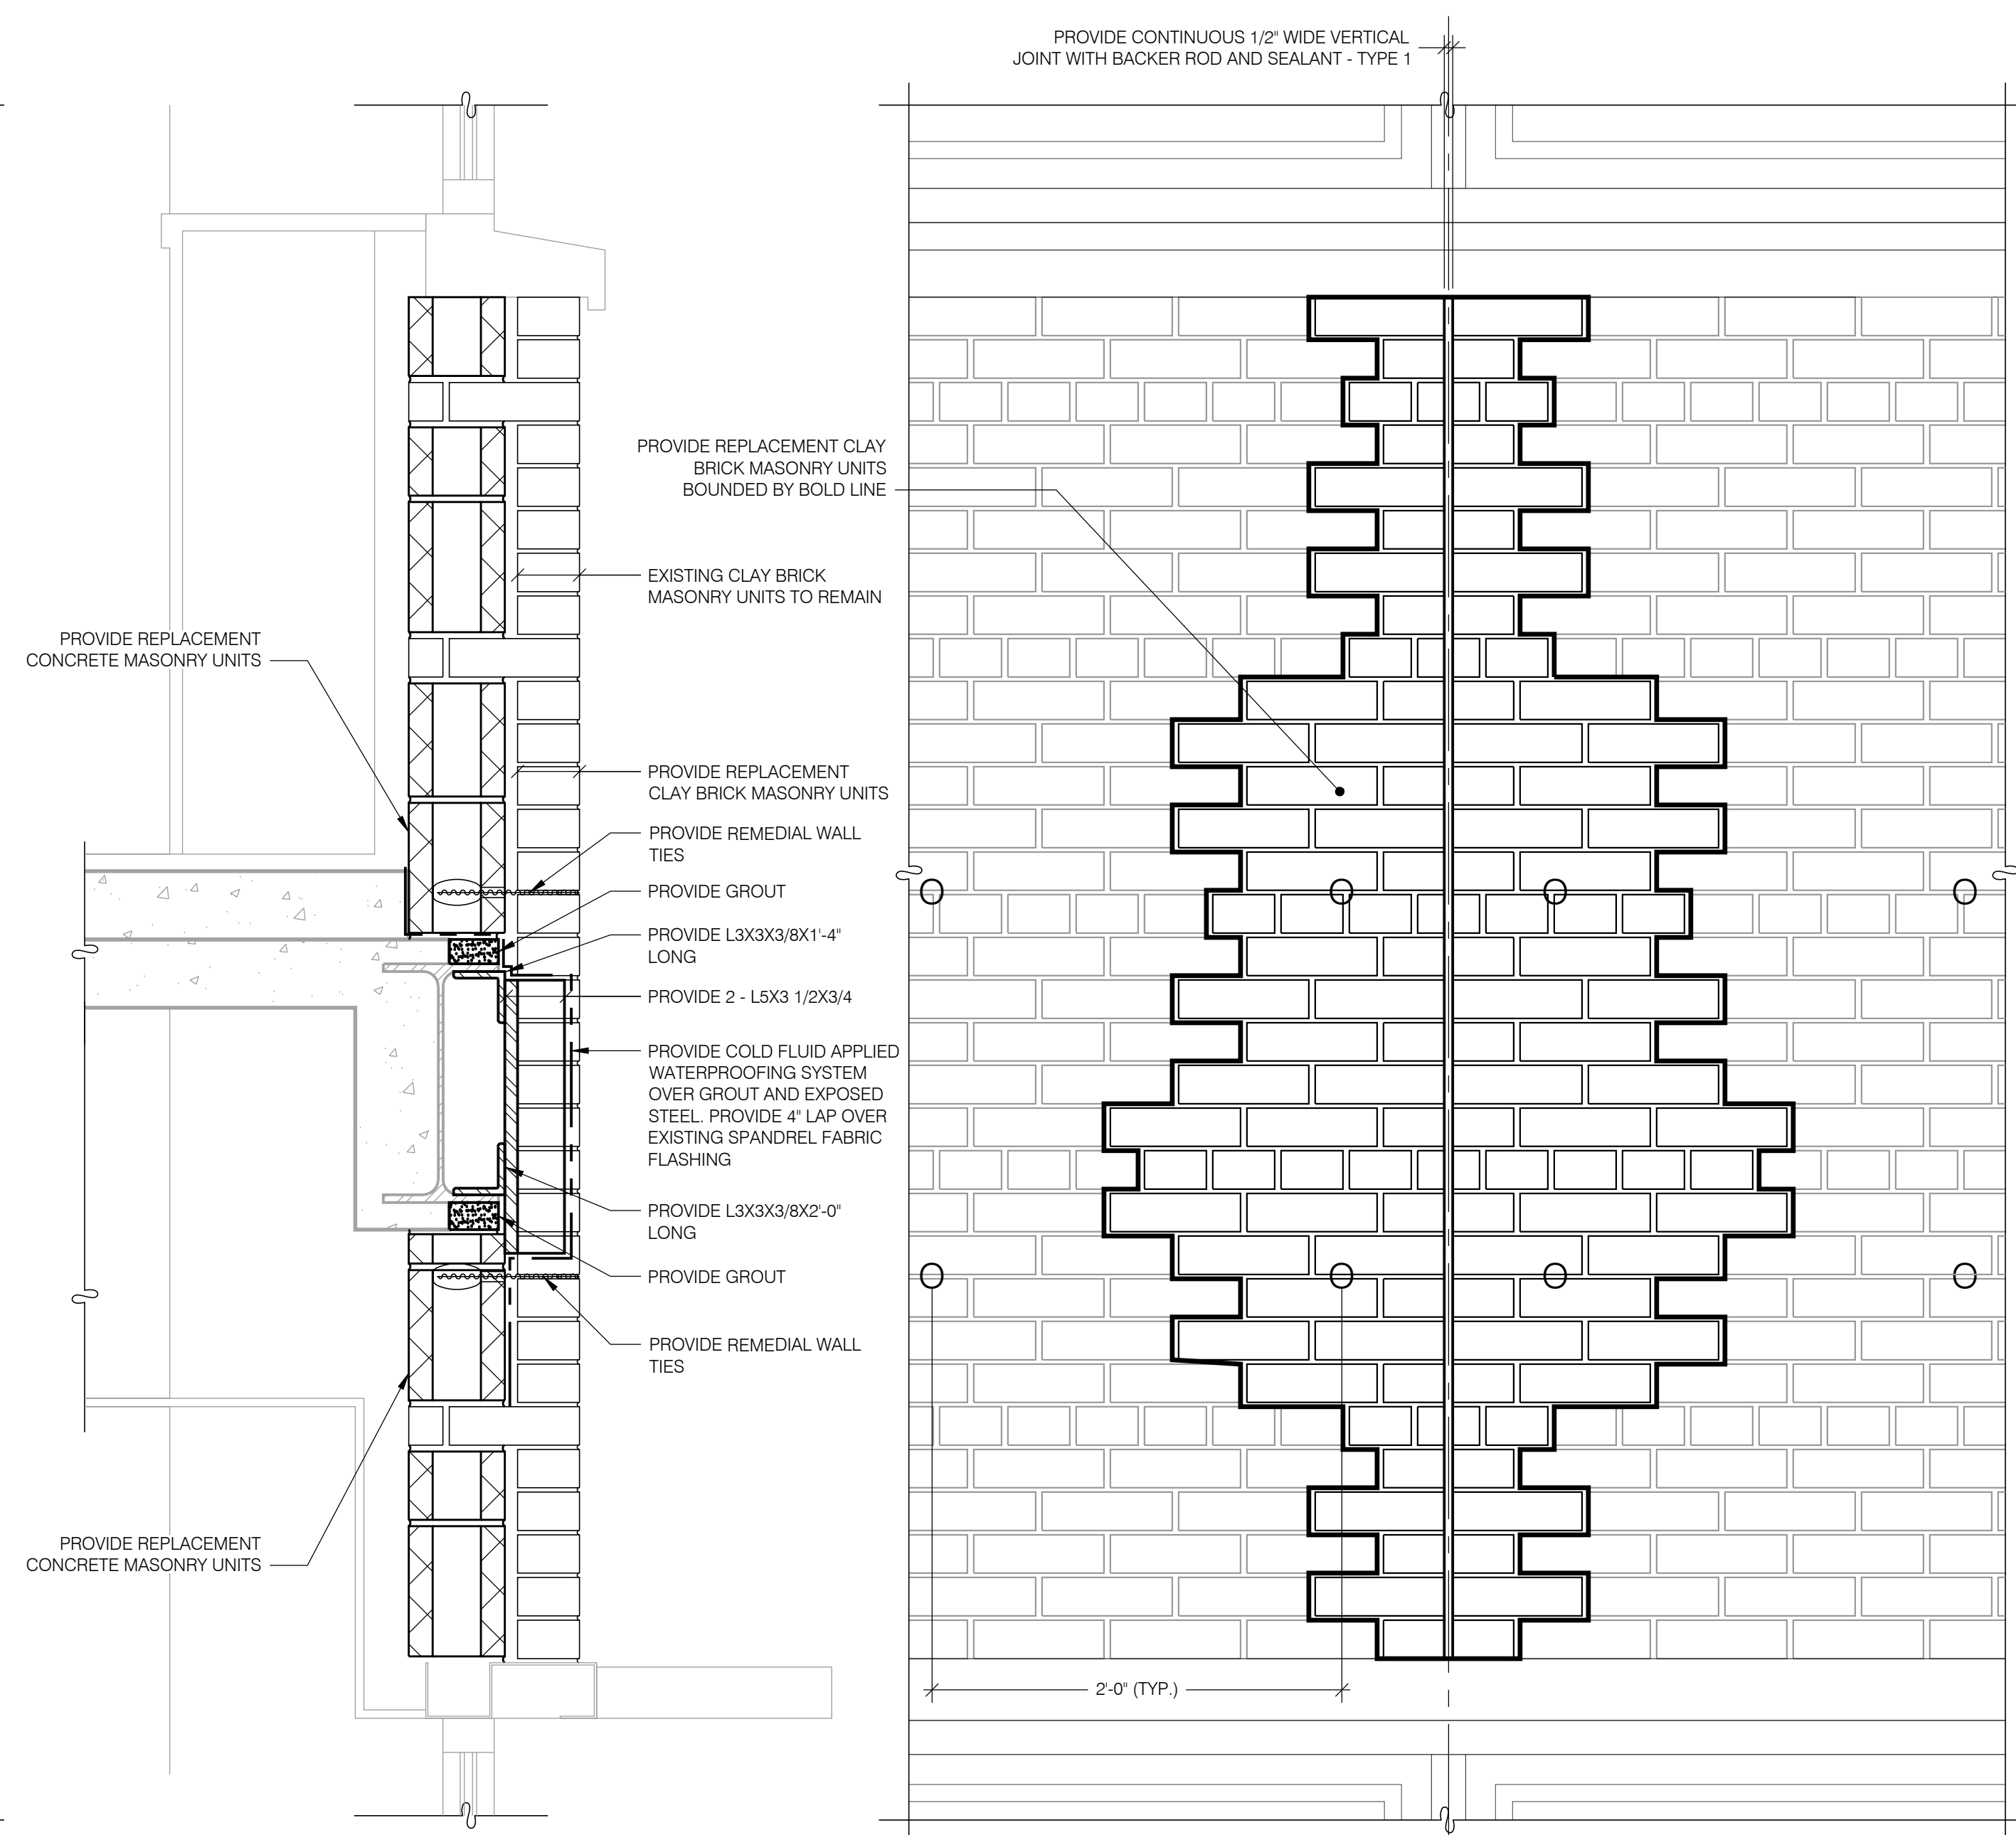 PROVIDE CONTINUOUS 1/2" WIDE VERTICAL
JOINT WITH BACKER ROD AND SEALANT - TYPE 1
PROVIDE REPLACEMENT CLAY
BRICK MASONRY UNITS
BOUNDED BY BOLD LINE
EXISTING CLAY BRICK
MASONRY UNITS TO REMAIN
PROVIDE REPLACEMENT
CONCRETE MASONRY UNITS
PROVIDE REPLACEMENT
CLAY BRICK MASONRY UNITS
PROVIDE REMEDIAL WALL
TIES
PROVIDE GROUT
PROVIDE L3X3X3/8X1'-4"
LONG
PROVIDE 2 - L5X3 1/2X3/4
PROVIDE COLD FLUID APPLIED
WATERPROOFING SYSTEM
OVER GROUT AND EXPOSED
STEEL. PROVIDE 4" LAP OVER
EXISTING SPANDREL FABRIC
FLASHING
PROVIDE L3X3X3/8X2'-0"
LONG
PROVIDE GROUT
PROVIDE REMEDIAL WALL
TIES
PROVIDE REPLACEMENT
CONCRETE MASONRY UNITS
2'-0" (TYP.)